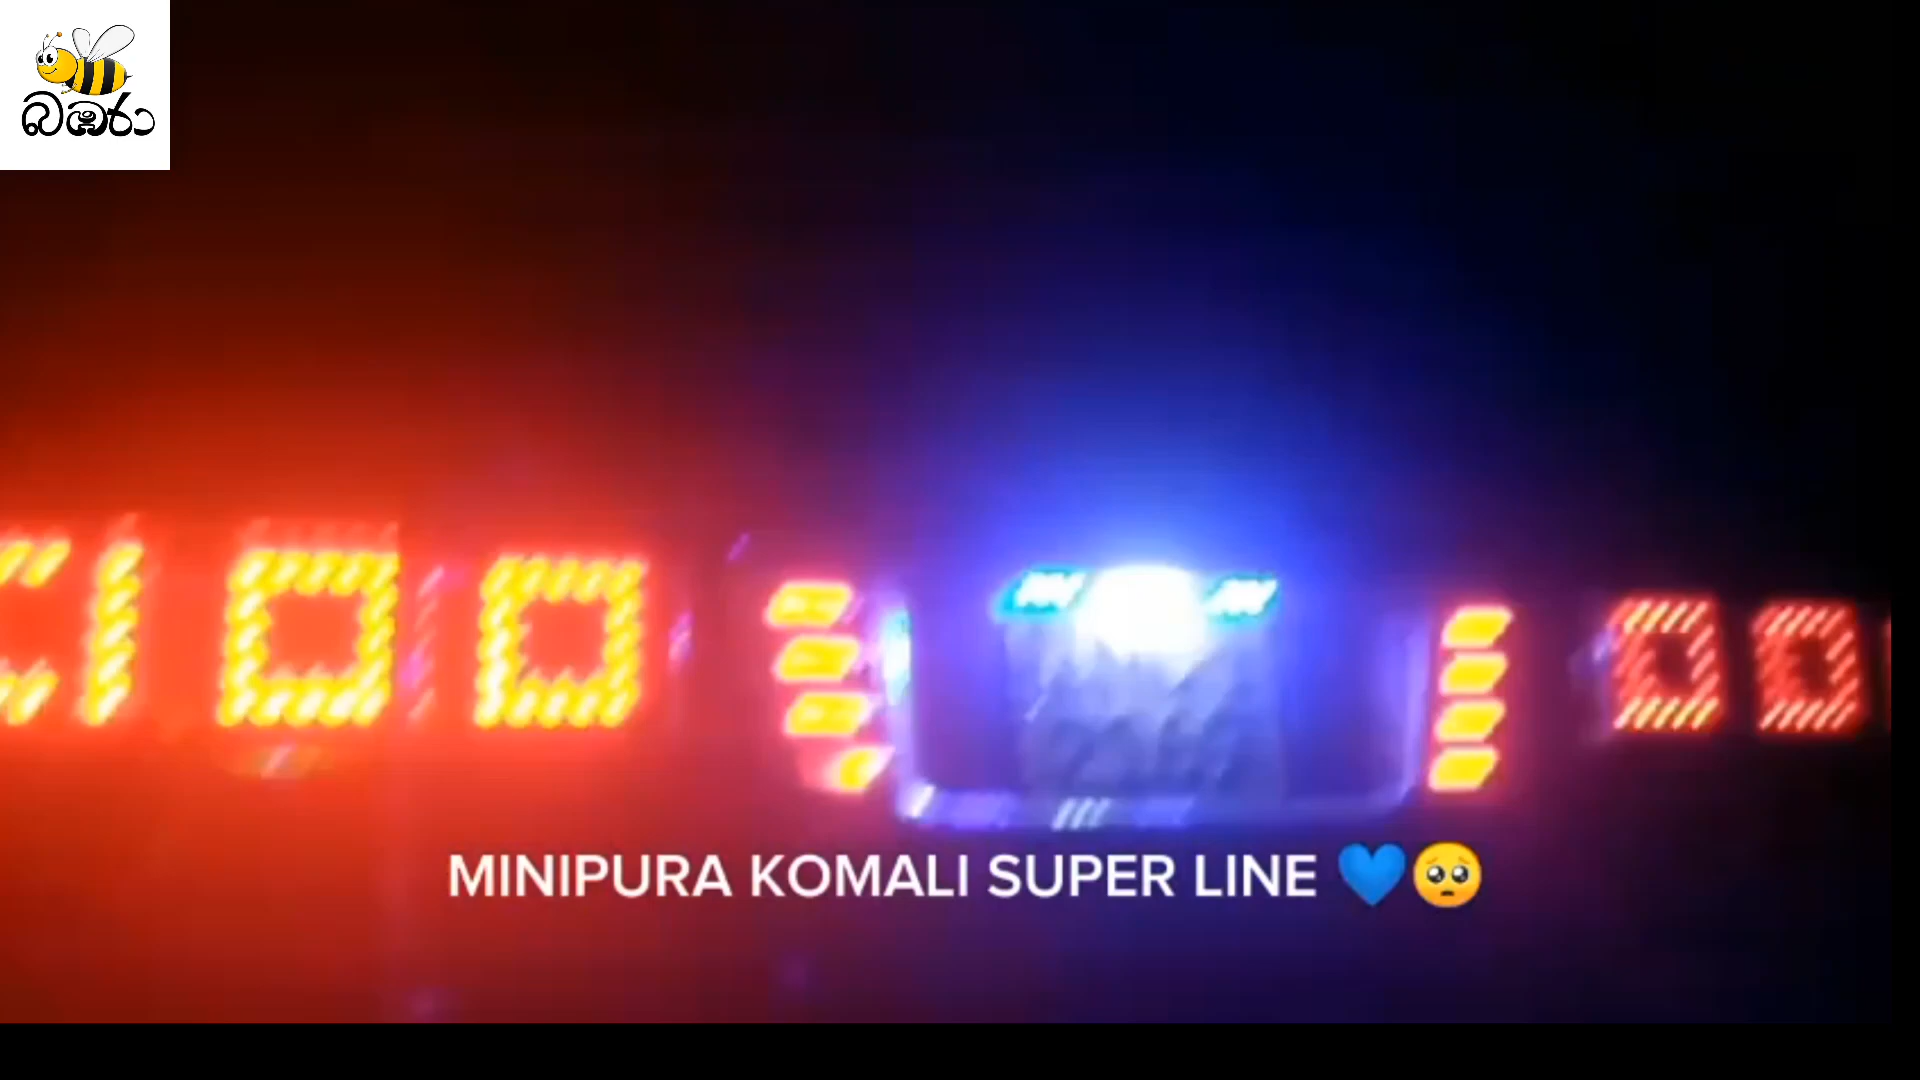 බඹරා
MINIPURA KOMALI SUPER LINE 💙🥺